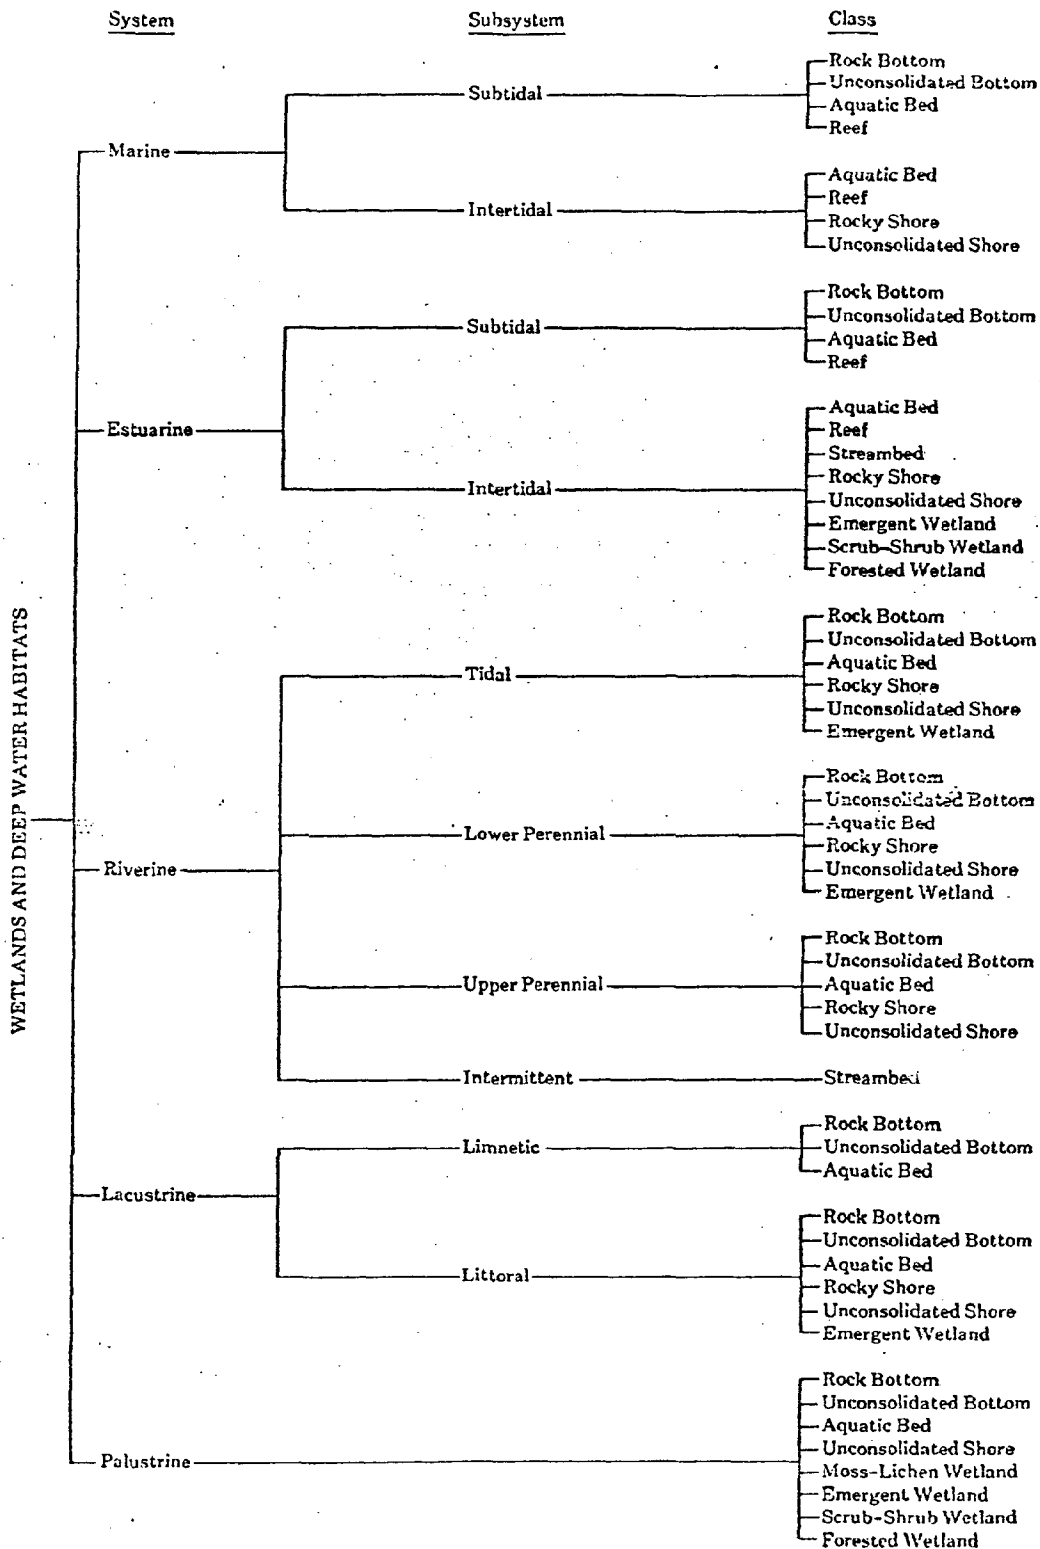 System Subsystem Class
Rock Bottom
Unconsolidated Bottom
Subtidal
Aquatic Bed
Reef
Marine
Aquatic Bed
Reef
Intertidal
Rocky Shore
Unconsolidated Shore
Rock Bottom
Unconsolidated Bottom
Subtidal
Aquatic Bed
Reef
Estuarine
Aquatic Bed
Reef
Streambed
Rocky Shore
Intertidal
Unconsolidated Shore
Emergent Wetland
Scrub-Shrub Wetland
Forested Wetland
WETLANDS AND DEEP WATER HABITATS
Rock Bottom
Unconsolidated Bottom
Tidal
Aquatic Bed
Rocky Shore
Unconsolidated Shore
Emergent Wetland
Rock Bottom
Unconsolidated Bottom
Aquatic Bed
Lower Perennial
Rocky Shore
Unconsolidated Shore
Emergent Wetland
Riverine
Rock Bottom
Unconsolidated Bottom
Upper Perennial
Aquatic Bed
Rocky Shore
Unconsolidated Shore
Intermittent
Streambed
Rock Bottom
Limnetic
Unconsolidated Bottom
Aquatic Bed
Lacustrine
Rock Bottom
Unconsolidated Bottom
Aquatic Bed
Littoral
Rocky Shore
Unconsolidated Shore
Emergent Wetland
Rock Bottom
Unconsolidated Bottom
Aquatic Bed
Unconsolidated Shore
Palustrine
Moss-Lichen Wetland
Emergent Wetland
Scrub-Shrub Wetland
Forested Wetland